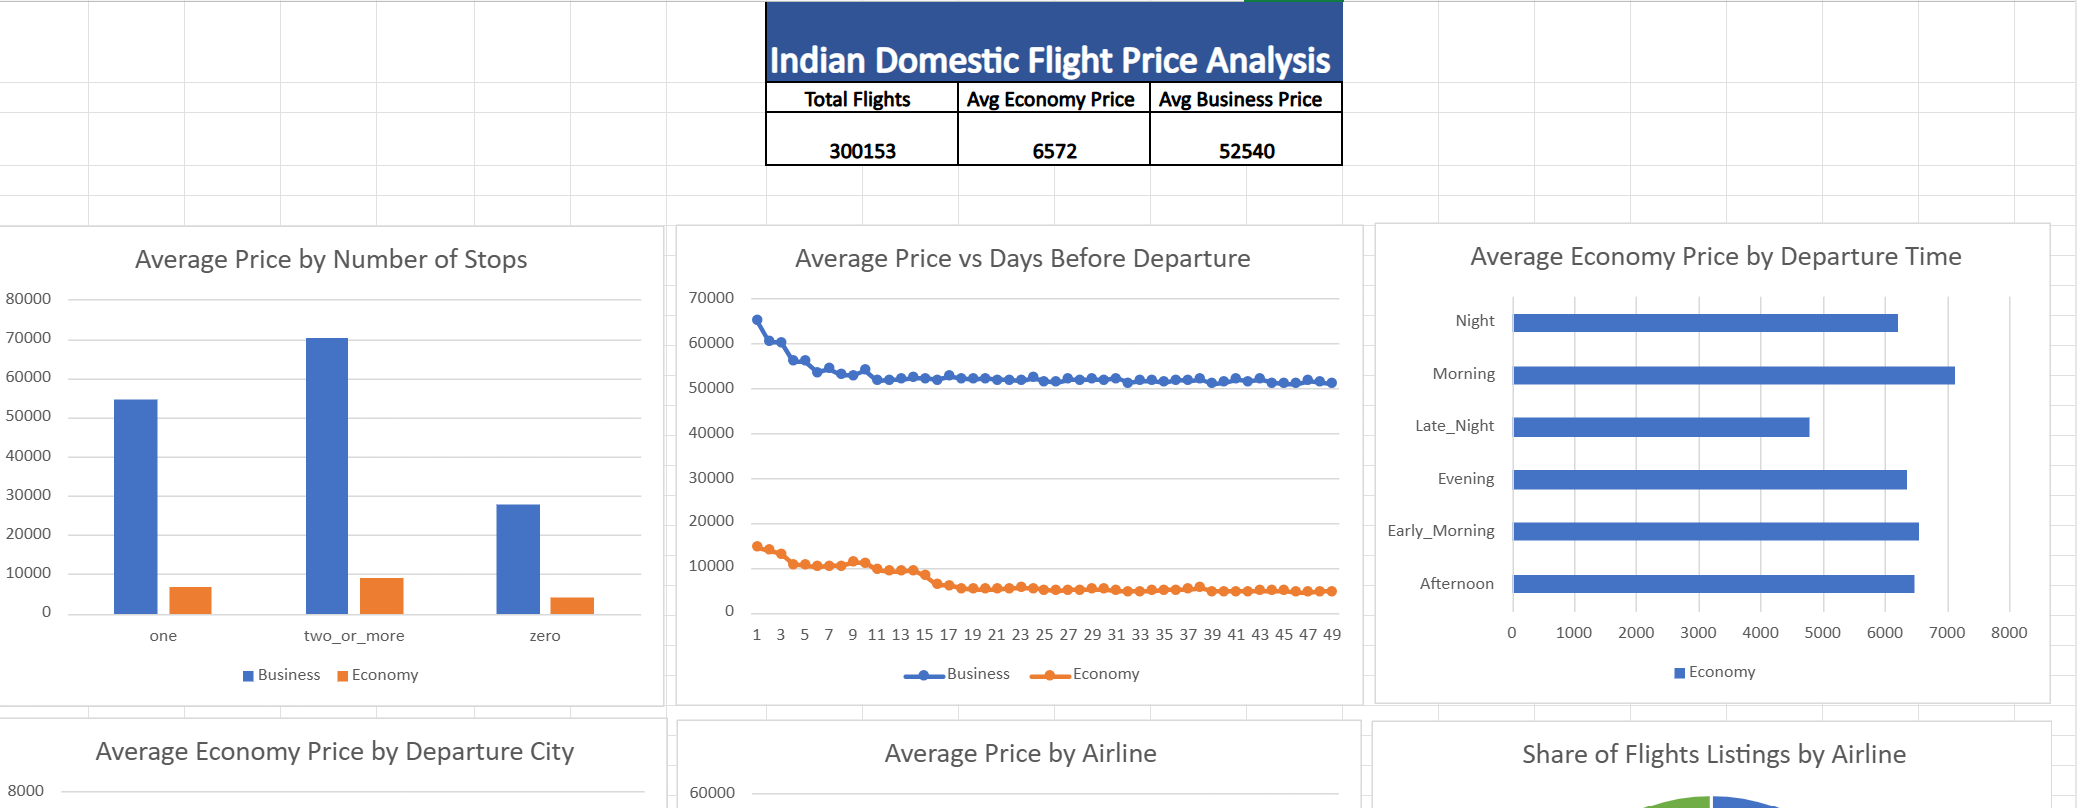 Indian Domestic Flight Price Analysis
Total Flights Avg Economy Price Avg Business Price
300153 6572 52540
Average Price by Number of Stops
80000
70000
60000
50000
40000
30000
20000
10000
0
one two_or_more zero
Business Economy
Average Price vs Days Before Departure
70000
60000
50000
40000
30000
20000
10000
0
1 3 5 7 9 11 13 15 17 19 21 23 25 27 29 31 33 35 37 39 41 43 45 47 49
Business Economy
Average Economy Price by Departure Time
Night
Morning
Late_Night
Evening
Early_Morning
Afternoon
0 1000 2000 3000 4000 5000 6000 7000 8000
Economy
Average Economy Price by Departure City
8000
Average Price by Airline
60000
Share of Flights Listings by Airline